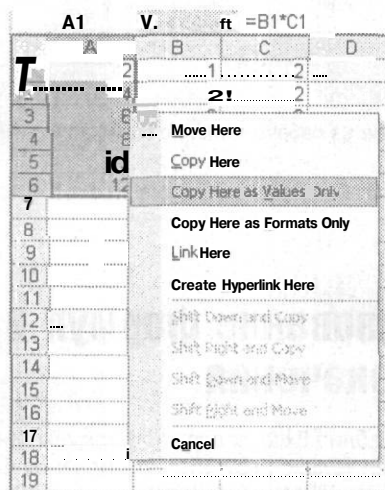 A1 V. ft =B1*C1
A B C D
T 2 1 2
4 2! 2
3 6
4 8
5 id
6 12
7
8
9
10
11
12
13
14
15
16
17
18
19
Move Here
Copy Here
Copy Here as Values Only
Copy Here as Formats Only
Link Here
Create Hyperlink Here
Shift Down and Copy
Shift Right and Copy
Shift Down and Move
Shift Right and Move
Cancel